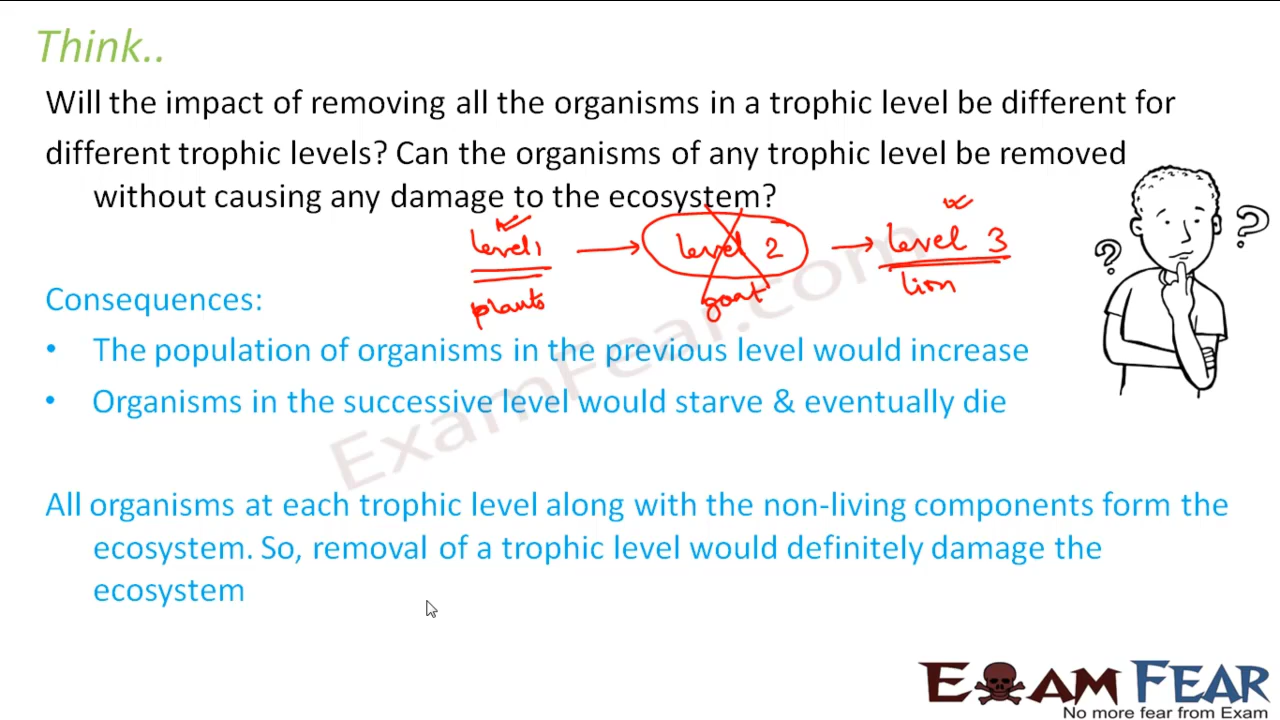 Think..
Will the impact of removing all the organisms in a trophic level be different for
different trophic levels? Can the organisms of any trophic level be removed
without causing any damage to the ecosystem?
level1 → level 2 → level 3
plants goat lion
Consequences:
• The population of organisms in the previous level would increase
• Organisms in the successive level would starve & eventually die
All organisms at each trophic level along with the non-living components form the
ecosystem. So, removal of a trophic level would definitely damage the
ecosystem
? ?
ExamFear.com
EXAM FEAR
No more fear from Exam